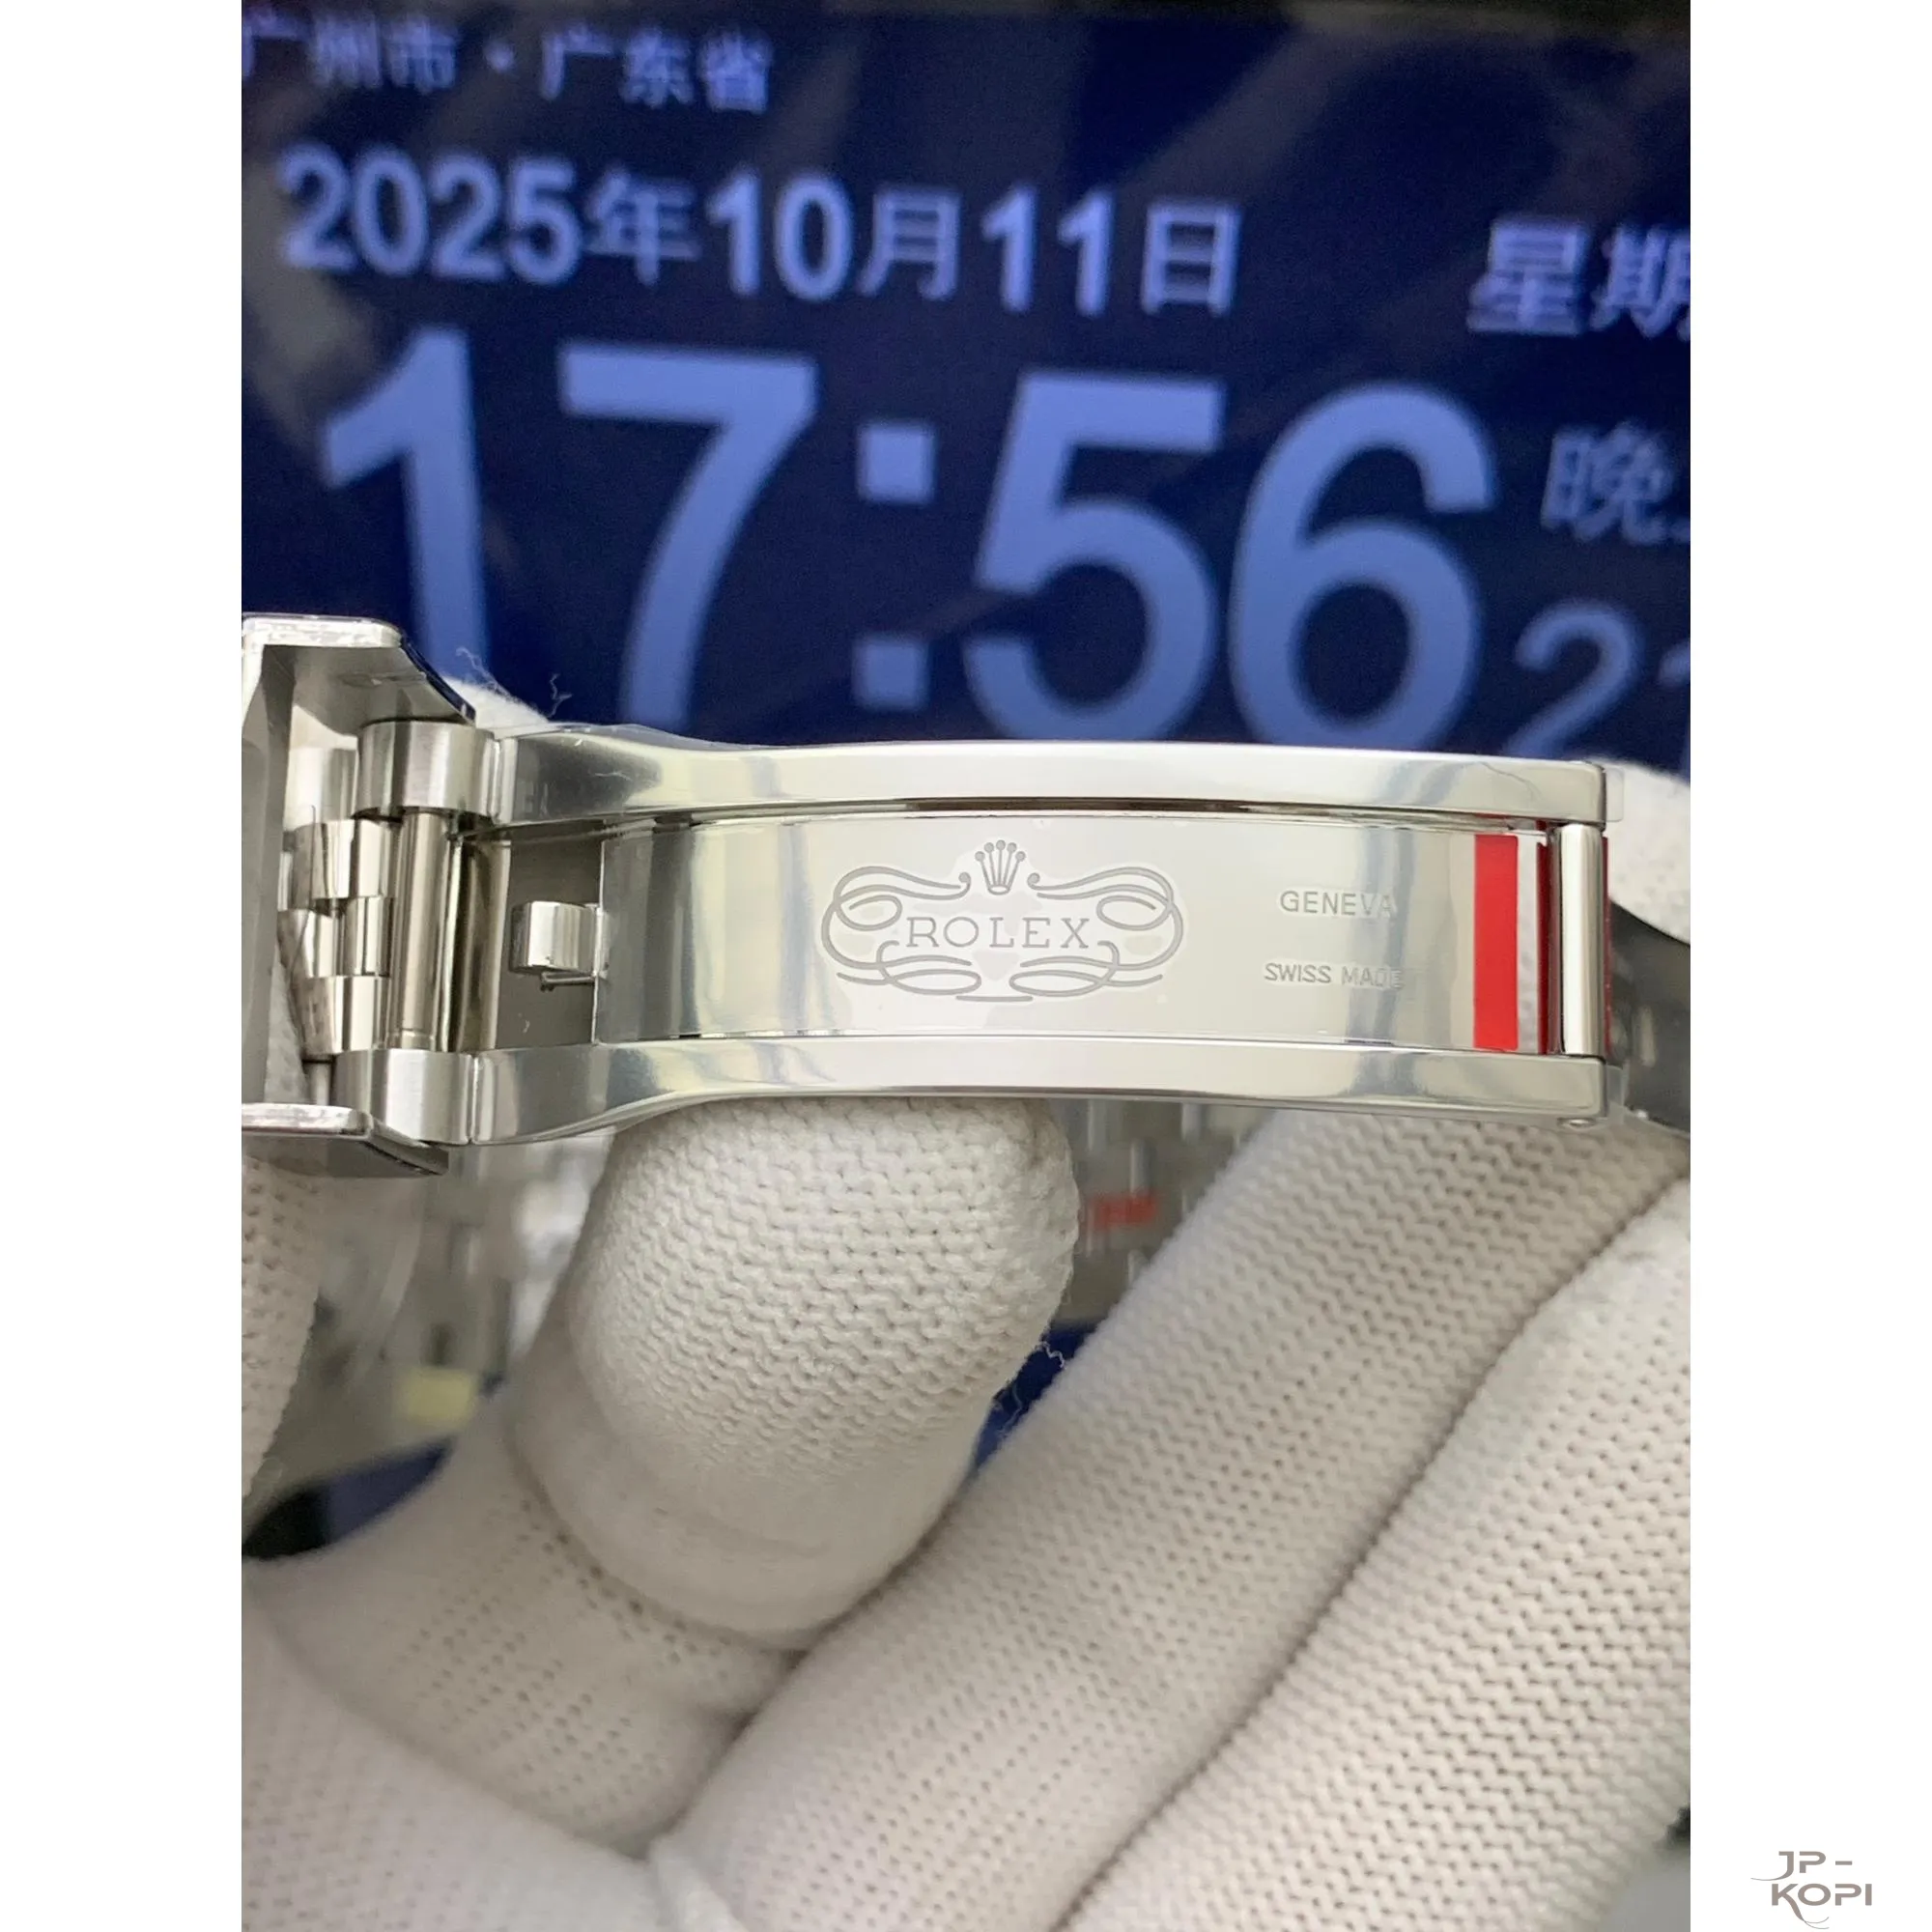 广州市·广东省
2025年10月11日 星期
17:56 晚
21
ROLEX
GENEVA
SWISS MADE
JP-
KOPI